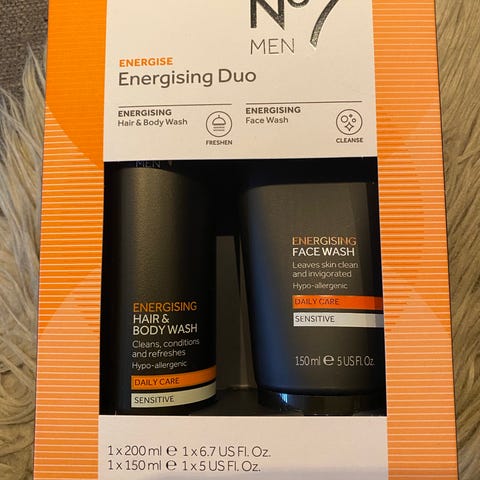 No7
MEN
ENERGISE
Energising Duo
ENERGISING
Hair & Body Wash
FRESHEN
ENERGISING
Face Wash
CLEANSE
MEN
ENERGISING
HAIR &
BODY WASH
Cleans, conditions
and refreshes
Hypo-allergenic
DAILY CARE
SENSITIVE
ENERGISING
FACE WASH
Leaves skin clean
and invigorated
Hypo-allergenic
DAILY CARE
SENSITIVE
150 ml ℮ 5 US Fl. Oz.
1 x 200 ml ℮ 1 x 6.7 US Fl. Oz.
1 x 150 ml ℮ 1 x 5 US Fl. Oz.